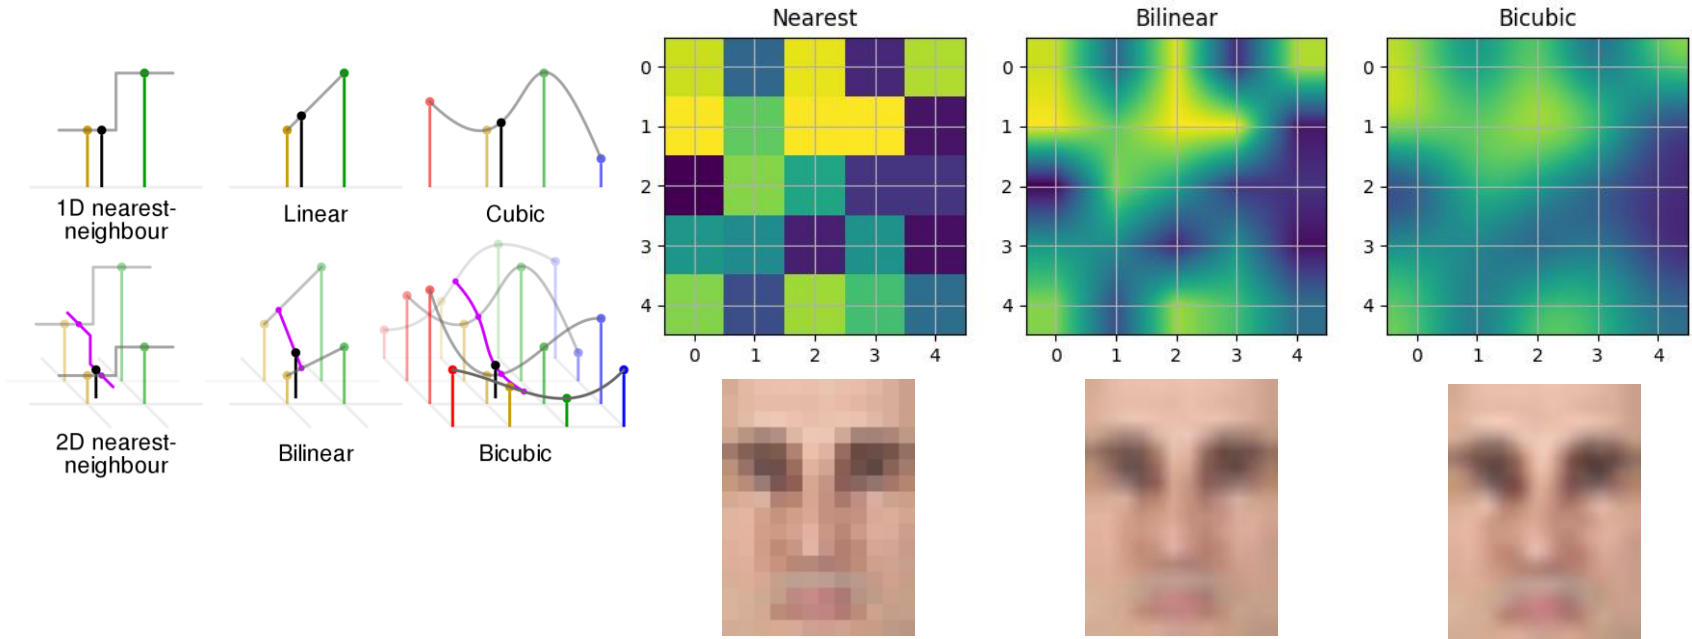 Nearest
Bilinear
Bicubic
1D nearest-
neighbour
Linear
Cubic
2D nearest-
neighbour
Bilinear
Bicubic
0
1
2
3
4
0 1 2 3 4
0
1
2
3
4
0 1 2 3 4
0
1
2
3
4
0 1 2 3 4